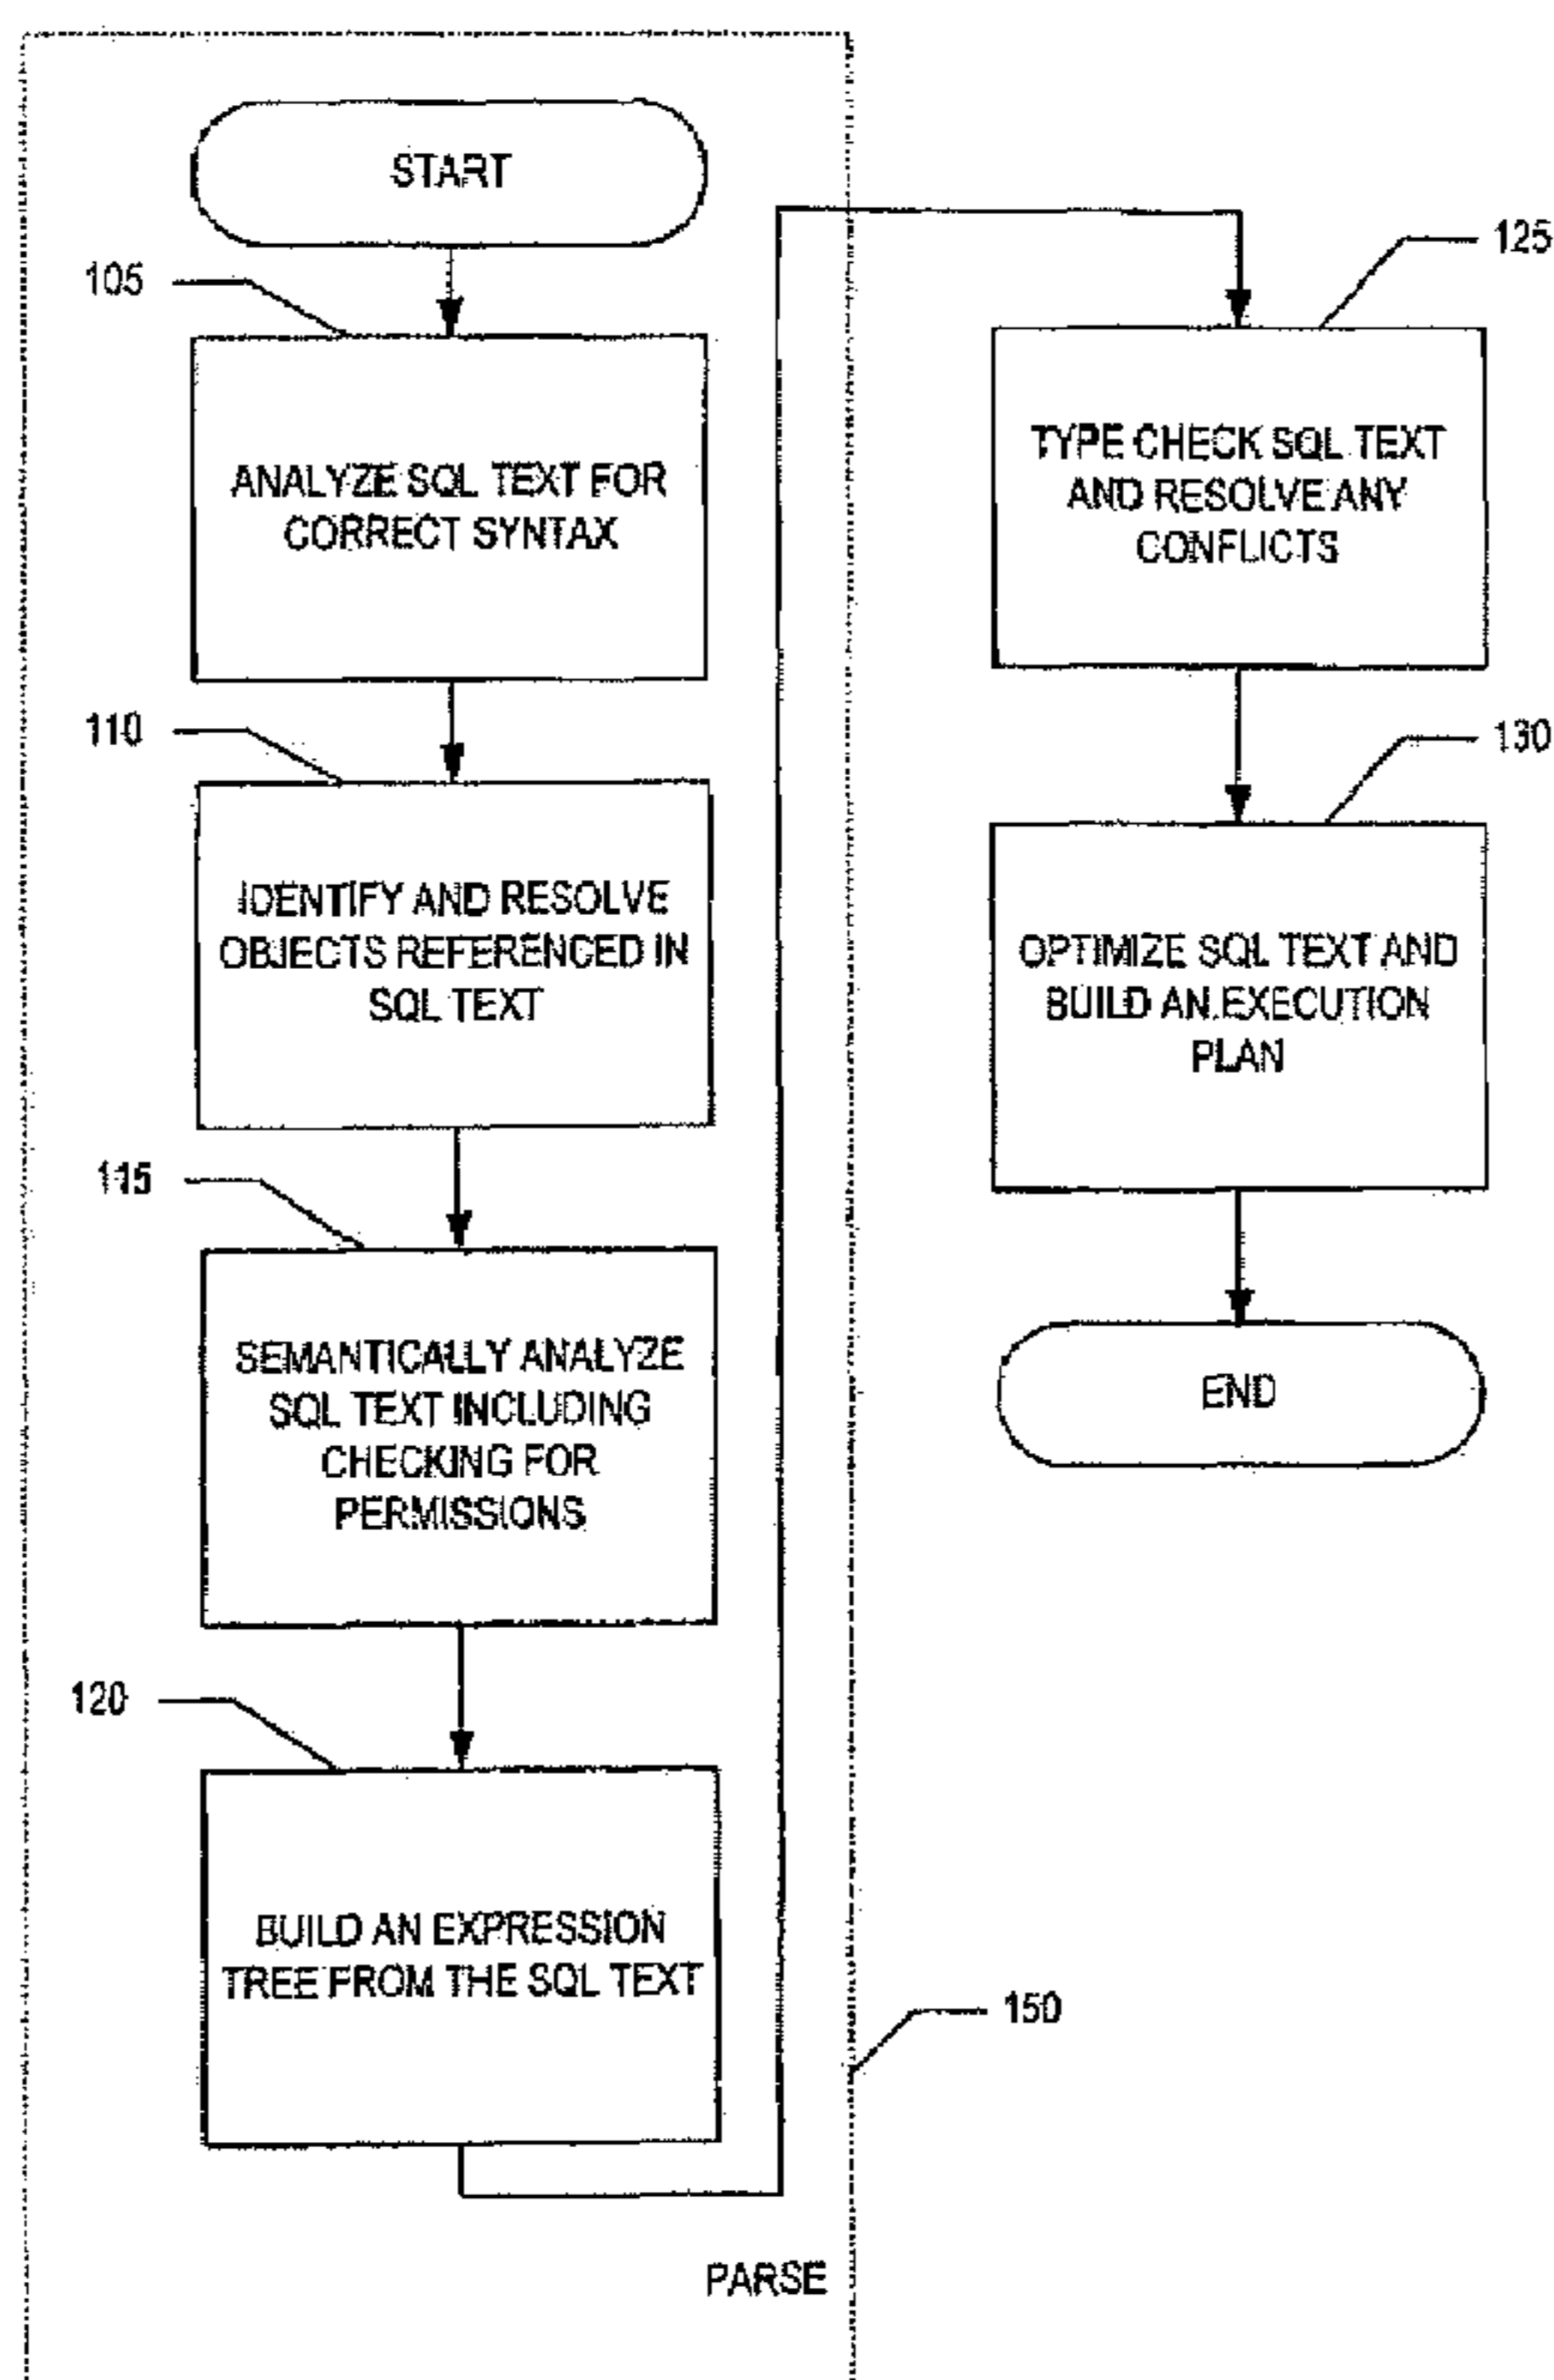 START
105
ANALYZE SQL TEXT FOR
CORRECT SYNTAX
110
IDENTIFY AND RESOLVE
OBJECTS REFERENCED IN
SQL TEXT
115
SEMANTICALLY ANALYZE
SQL TEXT INCLUDING
CHECKING FOR
PERMISSIONS
120
BUILD AN EXPRESSION
TREE FROM THE SQL TEXT
PARSE
150
125
TYPE CHECK SQL TEXT
AND RESOLVE ANY
CONFLICTS
130
OPTIMIZE SQL TEXT AND
BUILD AN EXECUTION
PLAN
END